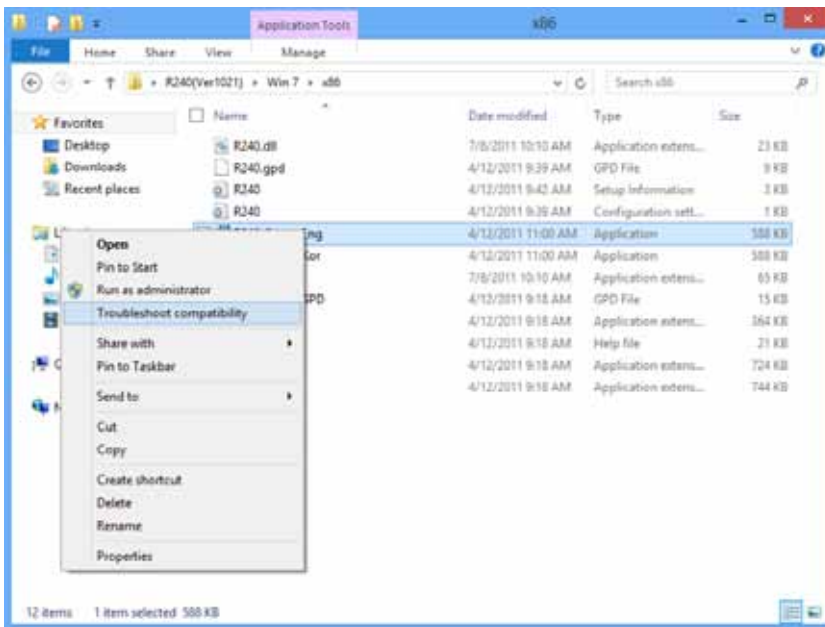 Application Tools
x86
File
Home
Share
View
Manage
R240(Ver1021)
Win 7
x86
Search x86
Favorites
Desktop
Downloads
Recent places
Name
Date modified
Type
Size
R240.dll
7/8/2011 10:10 AM
Application extens...
23 KB
R240.gpd
4/12/2011 9:39 AM
GPD File
9 KB
R240
4/12/2011 9:42 AM
Setup Information
3 KB
R240
4/12/2011 9:39 AM
Configuration sett...
1 KB
Eng
4/12/2011 11:00 AM
Application
588 KB
Kor
4/12/2011 11:00 AM
Application
588 KB
7/8/2011 10:10 AM
Application extens...
65 KB
GPD
4/12/2011 9:18 AM
GPD File
15 KB
4/12/2011 9:18 AM
Application extens...
364 KB
4/12/2011 9:18 AM
Help file
21 KB
4/12/2011 9:18 AM
Application extens...
724 KB
4/12/2011 9:18 AM
Application extens...
744 KB
Open
Pin to Start
Run as administrator
Troubleshoot compatibility
Share with
Pin to Taskbar
Send to
Cut
Copy
Create shortcut
Delete
Rename
Properties
12 items
1 item selected 588 KB